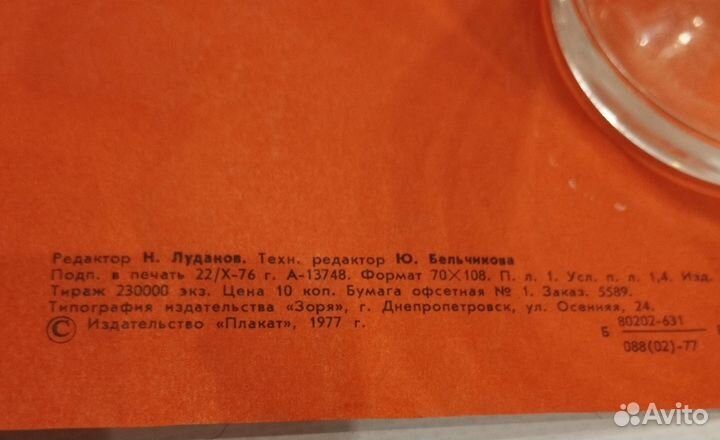 Редактор Н. Луданов. Техн. редактор Ю. Бельчикова
Подп. в печать 22/X-76 г. А-13748. Формат 70×108. П. л. 1. Усл. п. л. 1,4. Изд.
Тираж 230000 экз. Цена 10 коп. Бумага офсетная № 1. Заказ. 5589.
Типография издательства «Зоря», г. Днепропетровск, ул. Осенняя, 24.
© Издательство «Плакат», 1977 г.
Б 80202-631
088(02)-77
Avito